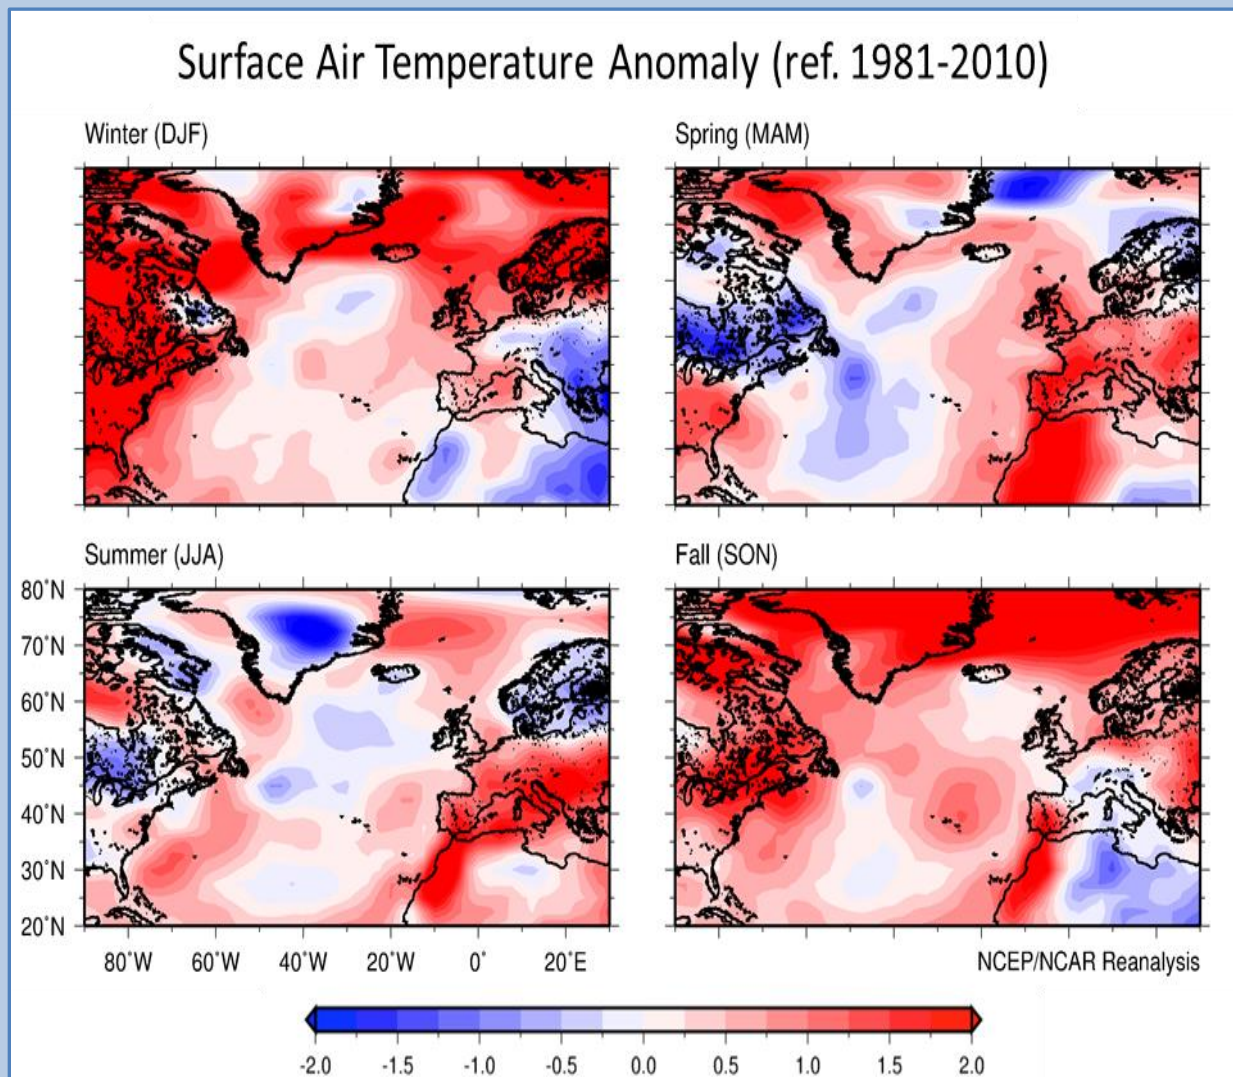 Surface Air Temperature Anomaly (ref. 1981-2010)
Winter (DJF)
Spring (MAM)
Summer (JJA)
Fall (SON)
80˚N
70˚N
60˚N
50˚N
40˚N
30˚N
20˚N
80˚W 60˚W 40˚W 20˚W 0˚ 20˚E
NCEP/NCAR Reanalysis
-2.0 -1.5 -1.0 -0.5 0.0 0.5 1.0 1.5 2.0